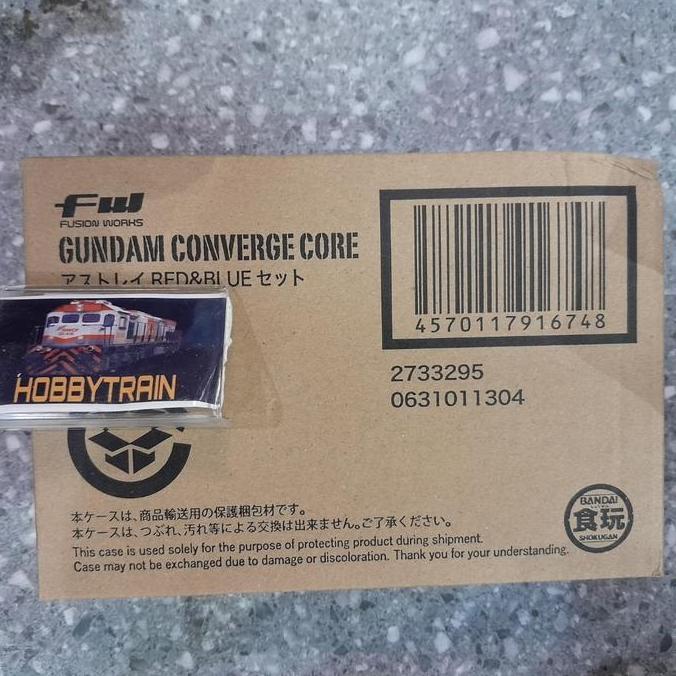 FW
FUSION WORKS
GUNDAM CONVERGE CORE
アストレイ RED&BLUE セット
4570117916748
2733295
0631011304
HOBBYTRAIN
本ケースは、商品輸送用の保護梱包材です。
本ケースは、つぶれ、汚れ等による交換は出来ません。ご了承ください。
This case is used solely for the purpose of protecting product during shipment.
Case may not be exchanged due to damage or discoloration. Thank you for your understanding.
BANDAI
食玩
SHOKUGAN